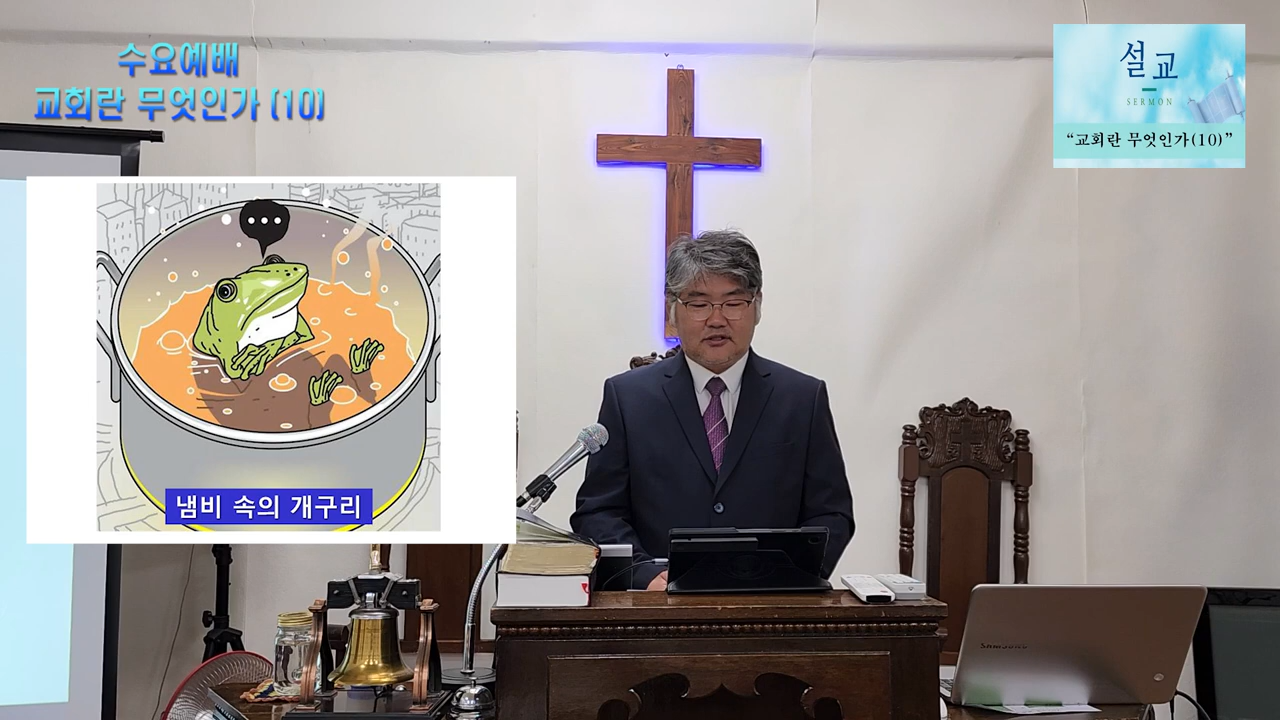 수요예배
교회란 무엇인가 (10)
설교
SERMON
“교회란 무엇인가(10)”
냄비 속의 개구리
SAMSUNG